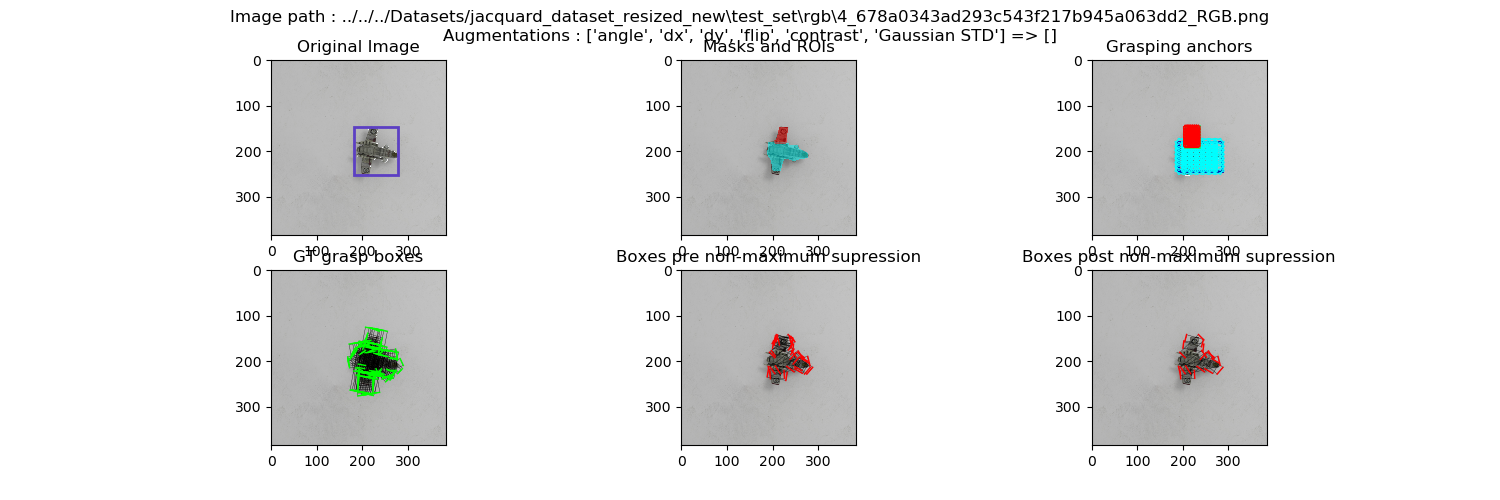 Image path : ../../../Datasets/jacquard_dataset_resized_new\test_set\rgb\4_678a0343ad293c543f217b945a063dd2_RGB.png
Augmentations : ['angle', 'dx', 'dy', 'flip', 'contrast', 'Gaussian STD'] => []
Original Image
Masks and ROIs
Grasping anchors
0
100
200
300
0 100 200 300
0
100
200
300
0 100 200 300
0
100
200
300
0 100 200 300
GT grasp boxes
Boxes pre non-maximum supression
Boxes post non-maximum supression
0
100
200
300
0 100 200 300
0
100
200
300
0 100 200 300
0
100
200
300
0 100 200 300